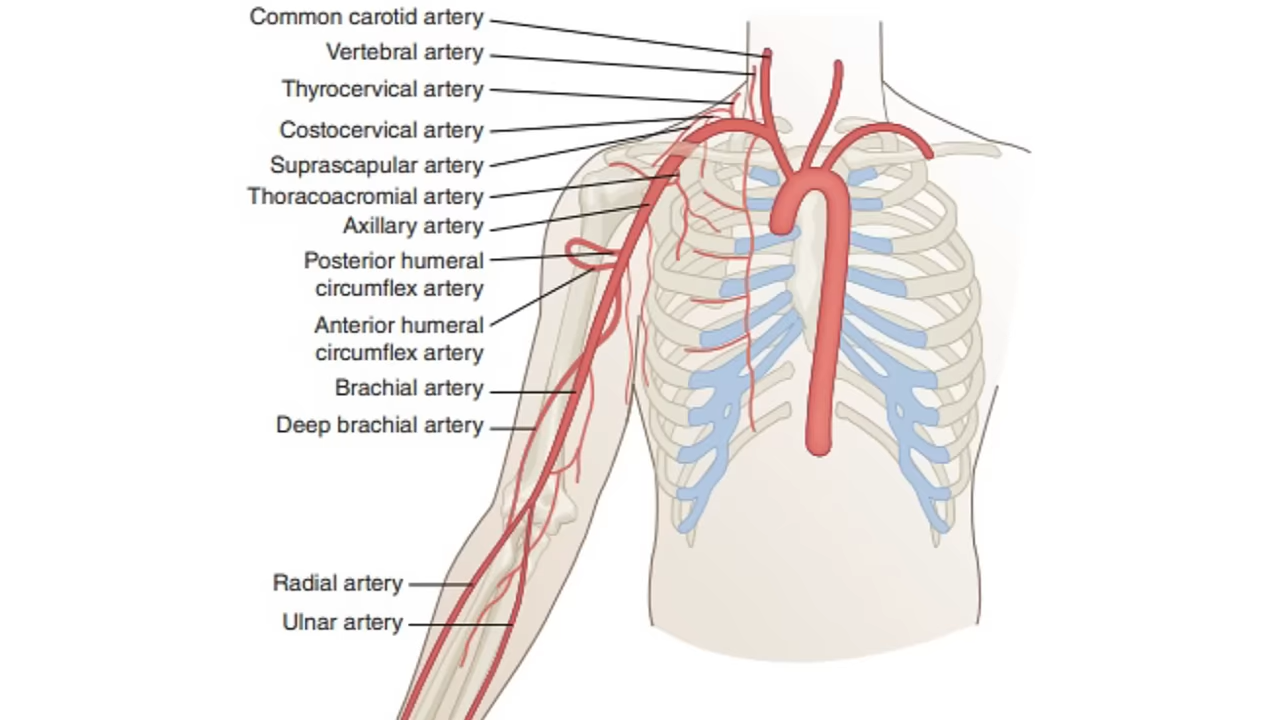 Common carotid artery
Vertebral artery
Thyrocervical artery
Costocervical artery
Suprascapular artery
Thoracoacromial artery
Axillary artery
Posterior humeral
circumflex artery
Anterior humeral
circumflex artery
Brachial artery
Deep brachial artery
Radial artery
Ulnar artery